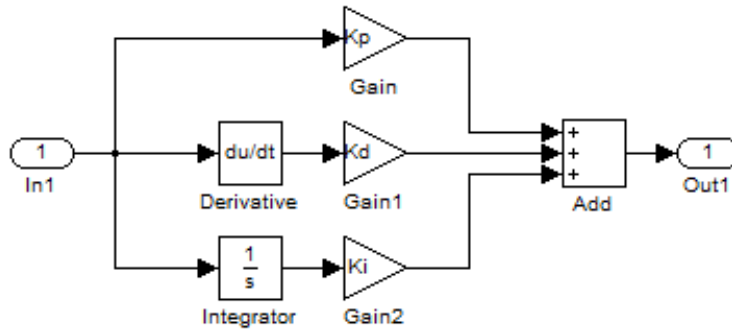 Kp
Gain
1
In1
du/dt
Derivative
Kd
Gain1
+
+
+
Add
1
Out1
1
s
Integrator
Ki
Gain2